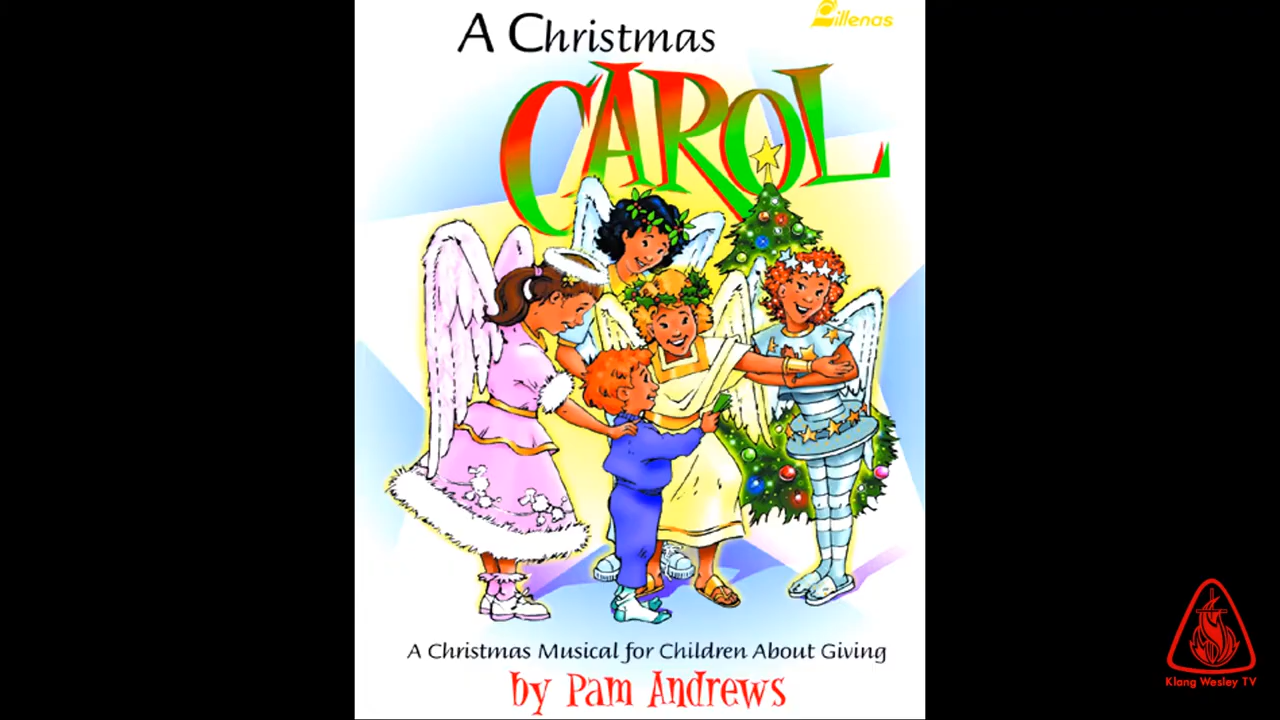 A Christmas
Lillenas
CAROL
A Christmas Musical for Children About Giving
by Pam Andrews
Klang Wesley TV